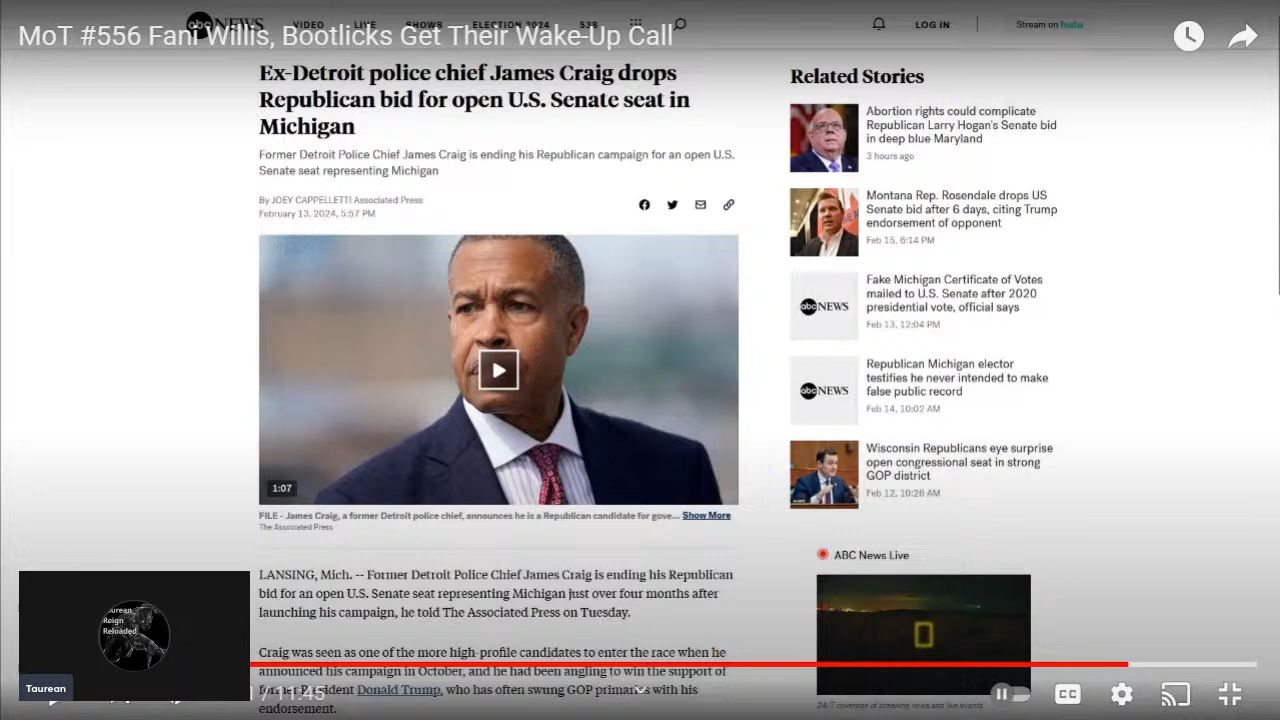 abc NEWS VIDEO LIVE SHOWS ELECTION 2024 538 LOG IN Stream on hulu
MoT #556 Fani Willis, Bootlicks Get Their Wake-Up Call
Ex-Detroit police chief James Craig drops
Republican bid for open U.S. Senate seat in
Michigan
Former Detroit Police Chief James Craig is ending his Republican campaign for an open U.S.
Senate seat representing Michigan
By JOEY CAPPELLETTI Associated Press
February 13, 2024, 5:57 PM
1:07
FILE - James Craig, a former Detroit police chief, announces he is a Republican candidate for gove... Show More
The Associated Press
LANSING, Mich. -- Former Detroit Police Chief James Craig is ending his Republican
bid for an open U.S. Senate seat representing Michigan just over four months after
launching his campaign, he told The Associated Press on Tuesday.
Craig was seen as one of the more high-profile candidates to enter the race when he
announced his campaign in October, and he had been angling to win the support of
former President Donald Trump, who has often swung GOP primaries with his
endorsement.
Related Stories
Abortion rights could complicate
Republican Larry Hogan's Senate bid
in deep blue Maryland
3 hours ago
Montana Rep. Rosendale drops US
Senate bid after 6 days, citing Trump
endorsement of opponent
Feb 15, 6:14 PM
abc NEWS
Fake Michigan Certificate of Votes
mailed to U.S. Senate after 2020
presidential vote, official says
Feb 13, 12:04 PM
abc NEWS
Republican Michigan elector
testifies he never intended to make
false public record
Feb 14, 10:02 AM
Wisconsin Republicans eye surprise
open congressional seat in strong
GOP district
Feb 12, 10:26 AM
ABC News Live
24/7 coverage of breaking news and live events
Reign
Reloaded
Taurean
CC